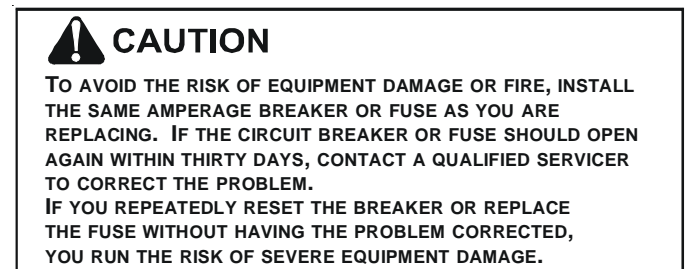 CAUTION
TO AVOID THE RISK OF EQUIPMENT DAMAGE OR FIRE, INSTALL
THE SAME AMPERAGE BREAKER OR FUSE AS YOU ARE
REPLACING. IF THE CIRCUIT BREAKER OR FUSE SHOULD OPEN
AGAIN WITHIN THIRTY DAYS, CONTACT A QUALIFIED SERVICER
TO CORRECT THE PROBLEM.
IF YOU REPEATEDLY RESET THE BREAKER OR REPLACE
THE FUSE WITHOUT HAVING THE PROBLEM CORRECTED,
YOU RUN THE RISK OF SEVERE EQUIPMENT DAMAGE.